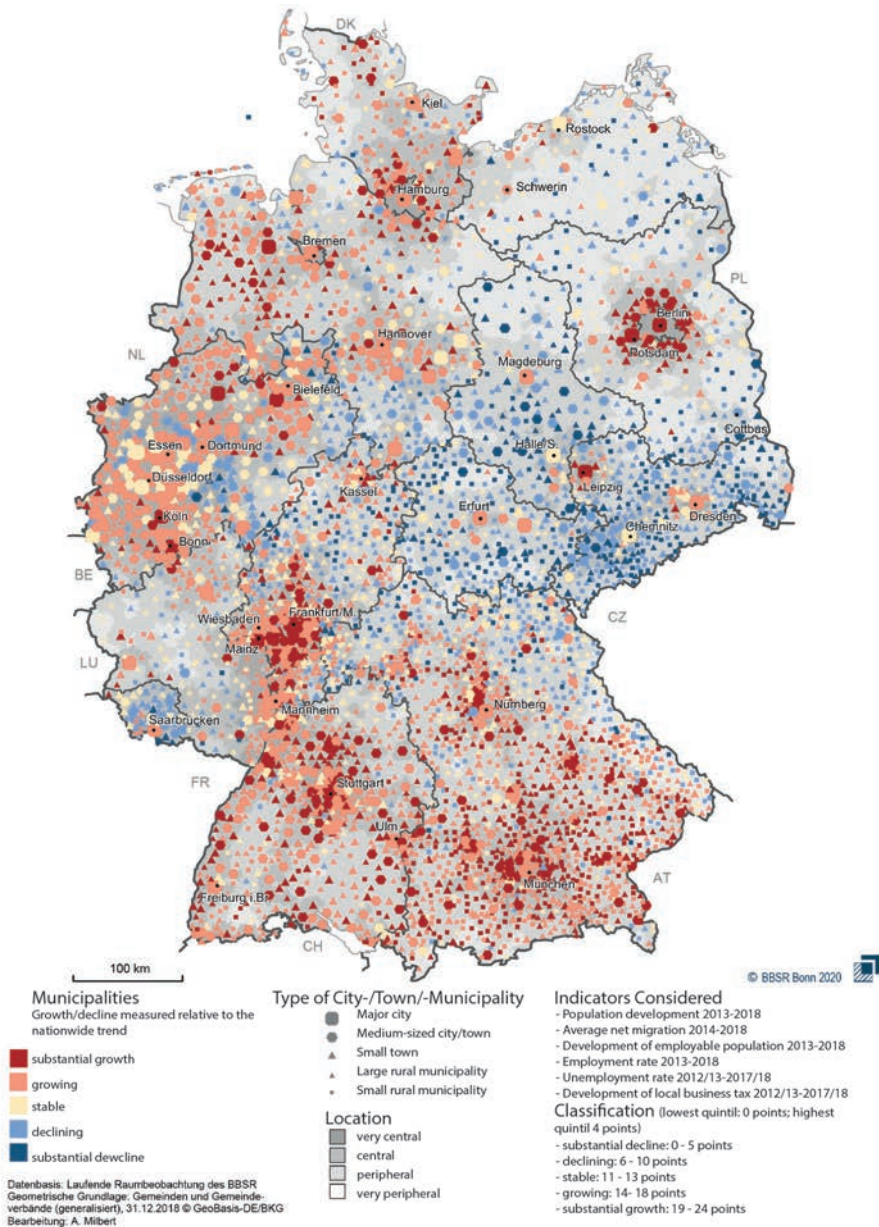 DK
Kiel
Rostock
Hamburg
Schwerin
Bremen
PL
Berlin
Potsdam
NL
Hannover
Magdeburg
Bielefeld
Cottbus
Essen
Dortmund
Halle/S.
Düsseldorf
Leipzig
Kassel
Köln
Erfurt
Dresden
Chemnitz
Bonn
BE
Wiesbaden
Frankfurt/M.
CZ
Mainz
LU
Mannheim
Nürnberg
Saarbrücken
FR
Stuttgart
Ulm
München
AT
Freiburg i.B.
CH
100 km
© BBSR Bonn 2020
Municipalities
Growth/decline measured relative to the
nationwide trend
substantial growth
growing
stable
declining
substantial dewcline
Datenbasis: Laufende Raumbeobachtung des BBSR
Geometrische Grundlage: Gemeinden und Gemeinde-
verbände (generalisiert), 31.12.2018 © GeoBasis-DE/BKG
Bearbeitung: A. Milbert
Type of City-/Town/-Municipality
Major city
Medium-sized city/town
Small town
Large rural municipality
Small rural municipality
Location
very central
central
peripheral
very peripheral
Indicators Considered
- Population development 2013-2018
- Average net migration 2014-2018
- Development of employable population 2013-2018
- Employment rate 2013-2018
- Unemployment rate 2012/13-2017/18
- Development of local business tax 2012/13-2017/18
Classification (lowest quintil: 0 points; highest
quintil 4 points)
- substantial decline: 0 - 5 points
- declining: 6 - 10 points
- stable: 11 - 13 points
- growing: 14- 18 points
- substantial growth: 19 - 24 points